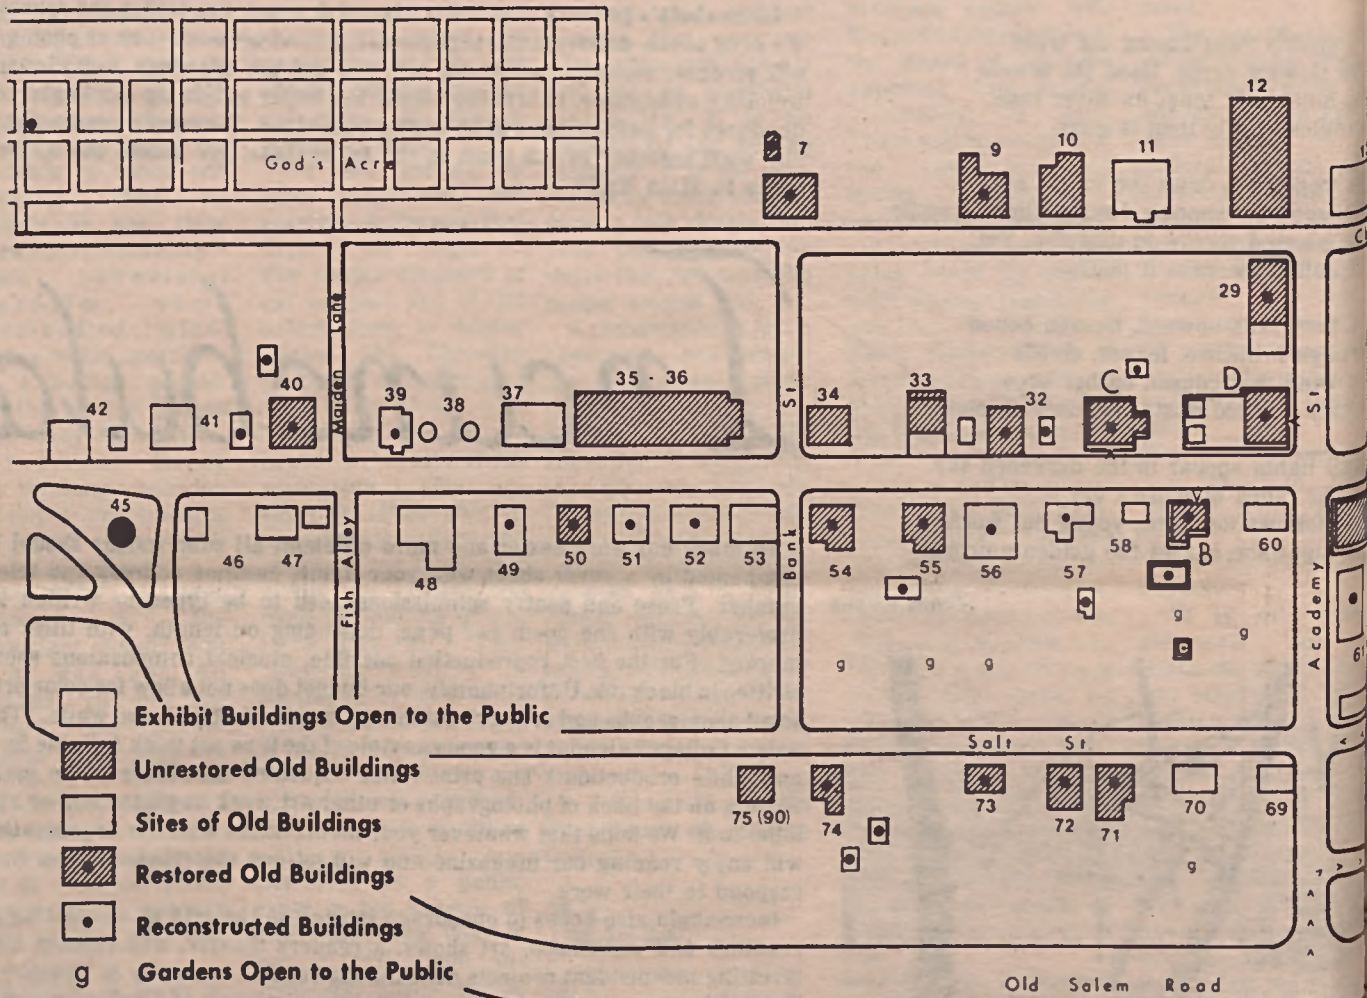 God's Acre
7
9
10
11
12
29
Marden Lane
St.
St
42
41
40
39
38
37
35 - 36
34
33
32
C
D
45
46
47
Fish Alley
48
49
50
51
52
53
Bank
54
55
56
57
58
B
60
Academy
g
g
g
g
g
c
Exhibit Buildings Open to the Public
Unrestored Old Buildings
Sites of Old Buildings
Restored Old Buildings
Reconstructed Buildings
g Gardens Open to the Public
Salt St.
75 (90)
74
73
72
71
70
69
g
Old Salem Road